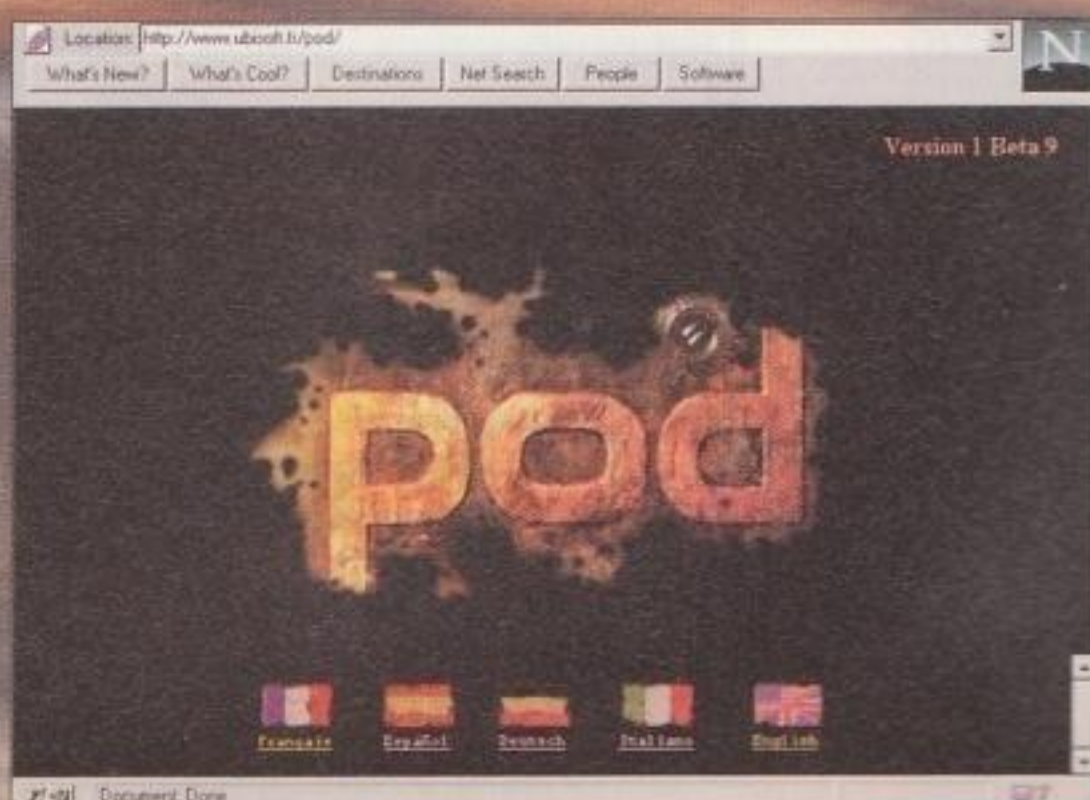 Location: http://www.ubisoft.fr/pod/
N
What's New?
What's Cool?
Destinations
Net Search
People
Software
Version 1 Beta 9
pod
Français
Español
Deutsch
Italiano
English
Document: Done